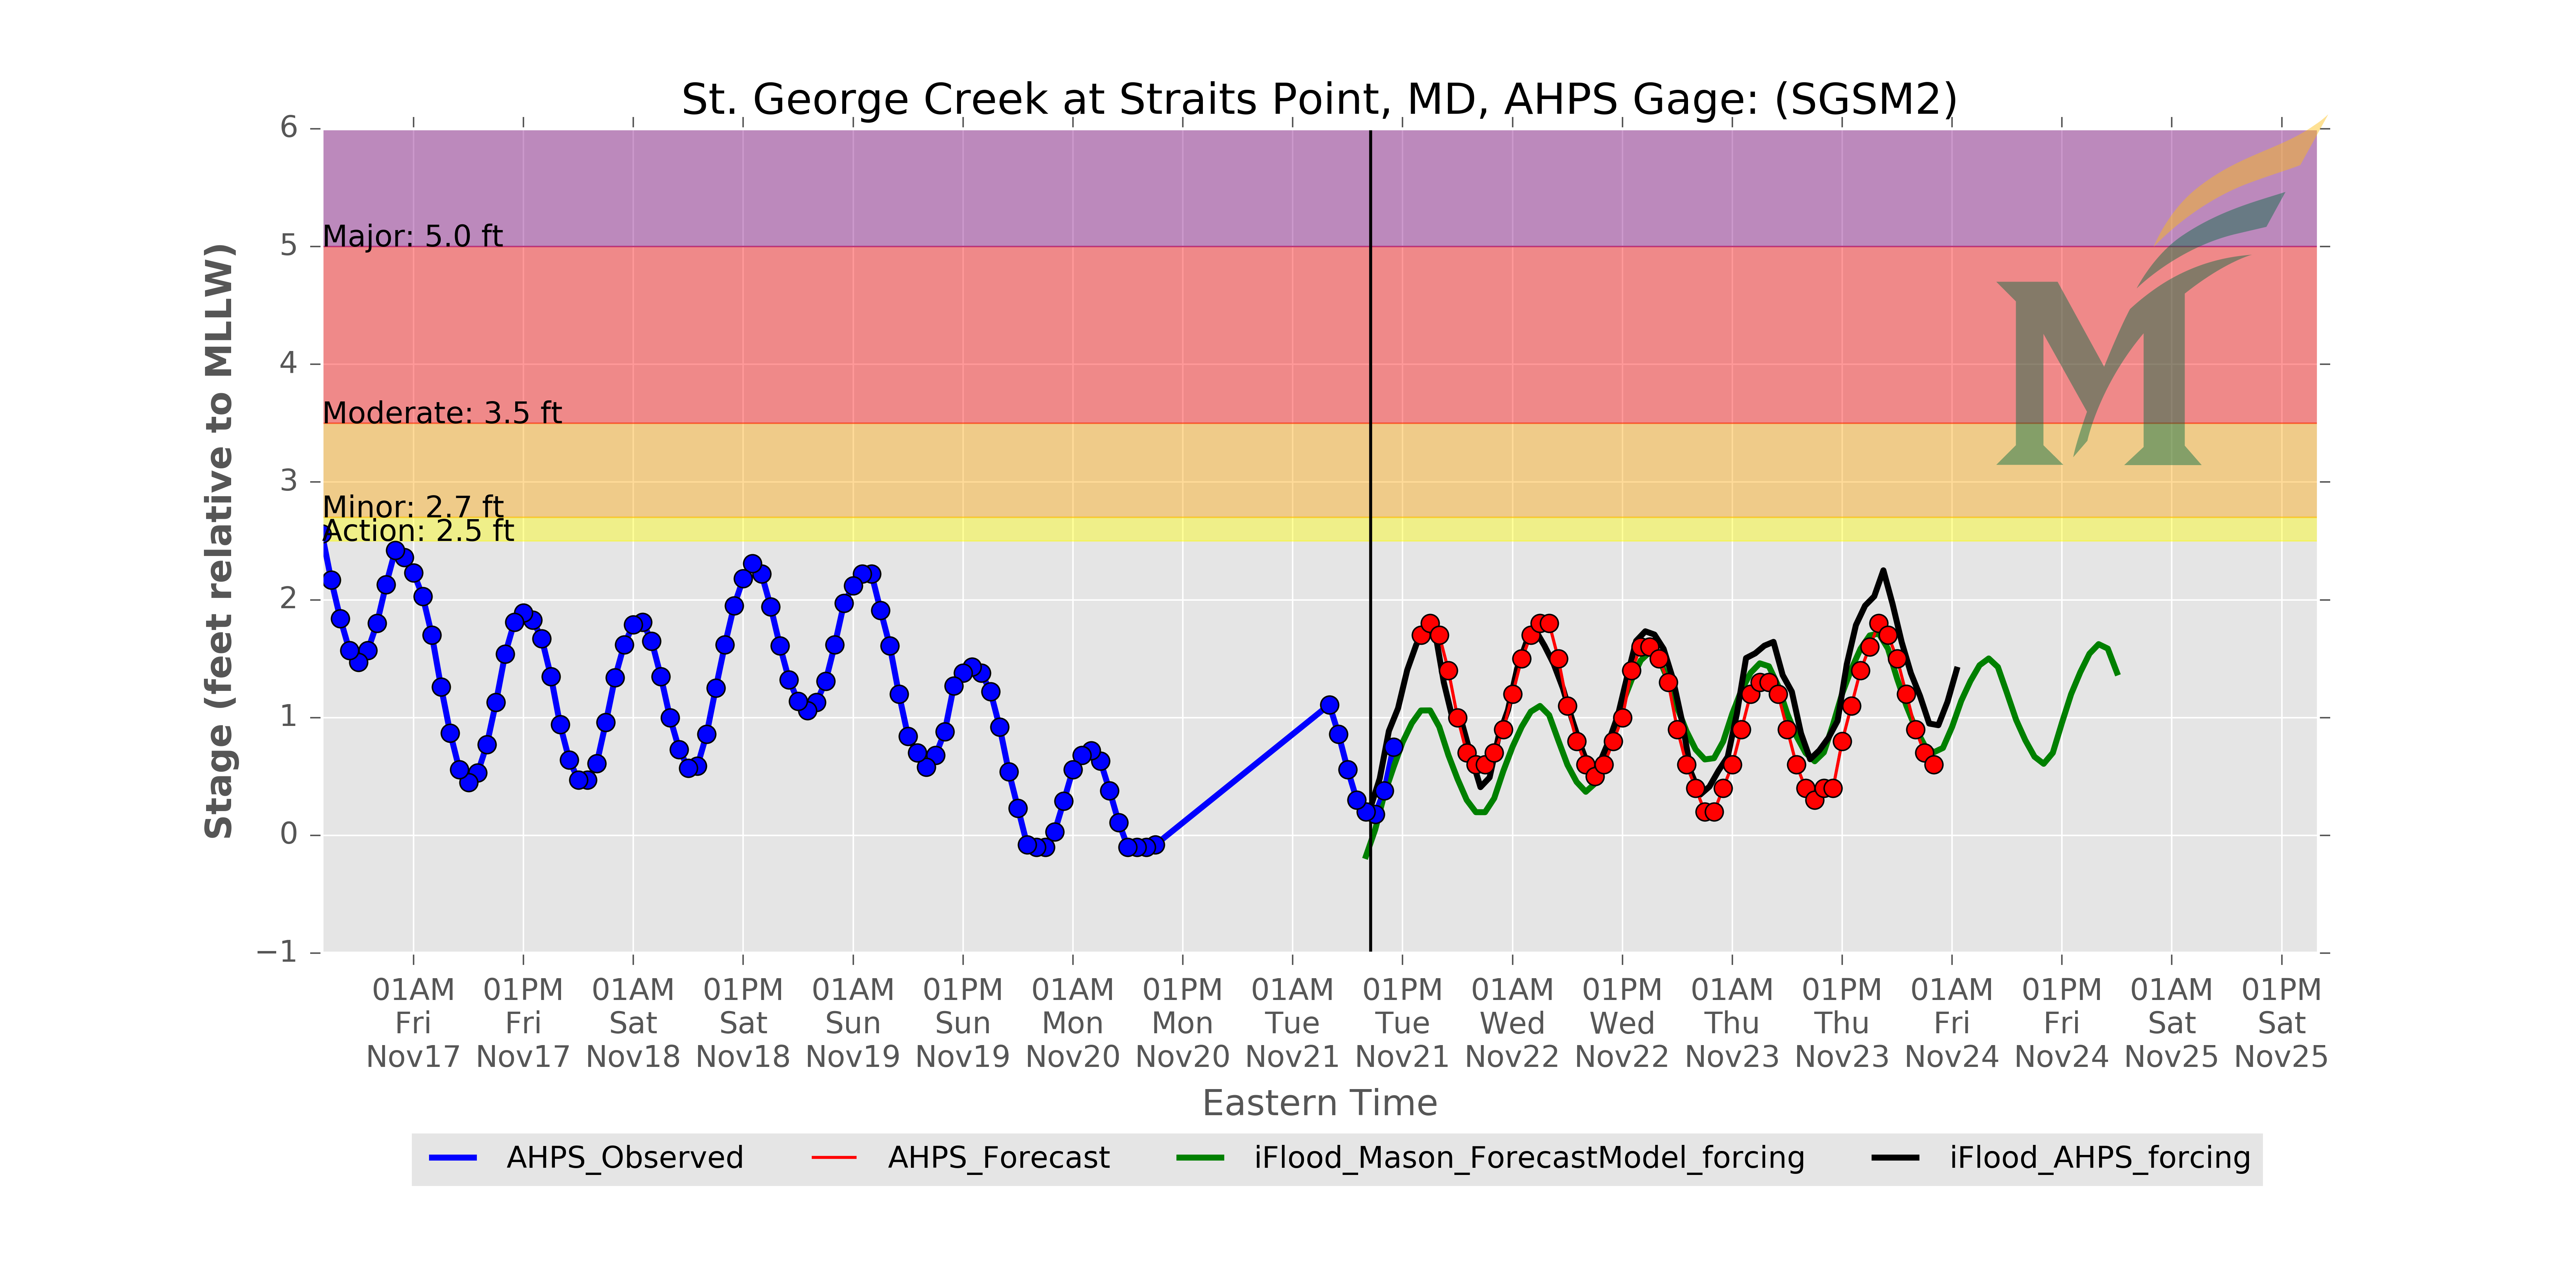 St. George Creek at Straits Point, MD, AHPS Gage: (SGSM2)
Stage (feet relative to MLLW)
6
5
4
3
2
1
0
−1
Major: 5.0 ft
Moderate: 3.5 ft
Minor: 2.7 ft
Action: 2.5 ft
M
01AM 01PM 01AM 01PM 01AM 01PM 01AM 01PM 01AM 01PM 01AM 01PM 01AM 01PM 01AM 01PM 01AM 01PM
Fri Fri Sat Sat Sun Sun Mon Mon Tue Tue Wed Wed Thu Thu Fri Fri Sat Sat
Nov17 Nov17 Nov18 Nov18 Nov19 Nov19 Nov20 Nov20 Nov21 Nov21 Nov22 Nov22 Nov23 Nov23 Nov24 Nov24 Nov25 Nov25
Eastern Time
AHPS_Observed AHPS_Forecast iFlood_Mason_ForecastModel_forcing iFlood_AHPS_forcing